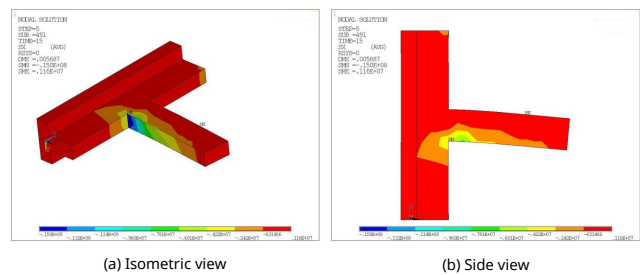 1
NODAL SOLUTION
STEP=5
SUB =491
TIME=15
SX (AVG)
RSYS=0
DMX =.005687
SMN =-.150E+08
SMX =.116E+07
MN
MX
-.150E+08 -.114E+08 -.781E+07 -.422E+07 -631466
-.132E+08 -.960E+07 -.601E+07 -.242E+07 .116E+07
(a) Isometric view
1
NODAL SOLUTION
STEP=5
SUB =491
TIME=15
SX (AVG)
RSYS=0
DMX =.005687
SMN =-.150E+08
SMX =.116E+07
MX
-.150E+08 -.114E+08 -.781E+07 -.422E+07 -631466
-.132E+08 -.960E+07 -.601E+07 -.242E+07 .116E+07
(b) Side view